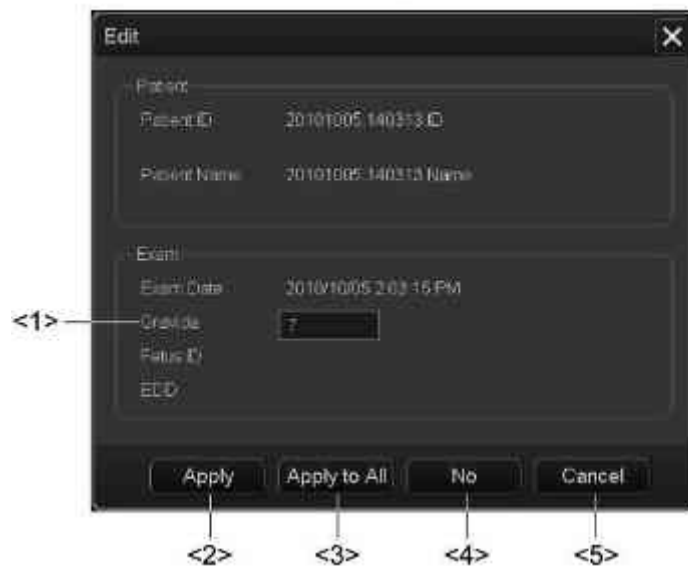 Edit
Patient
Patient ID 20101005.140313.ID
Patient Name 20101005.140313.Name
Exam
Exam Date 2010/10/05 2:03:15 PM
<1> Gravida 7
Fetus ID
EDD
Apply Apply to All No Cancel
<2> <3> <4> <5>